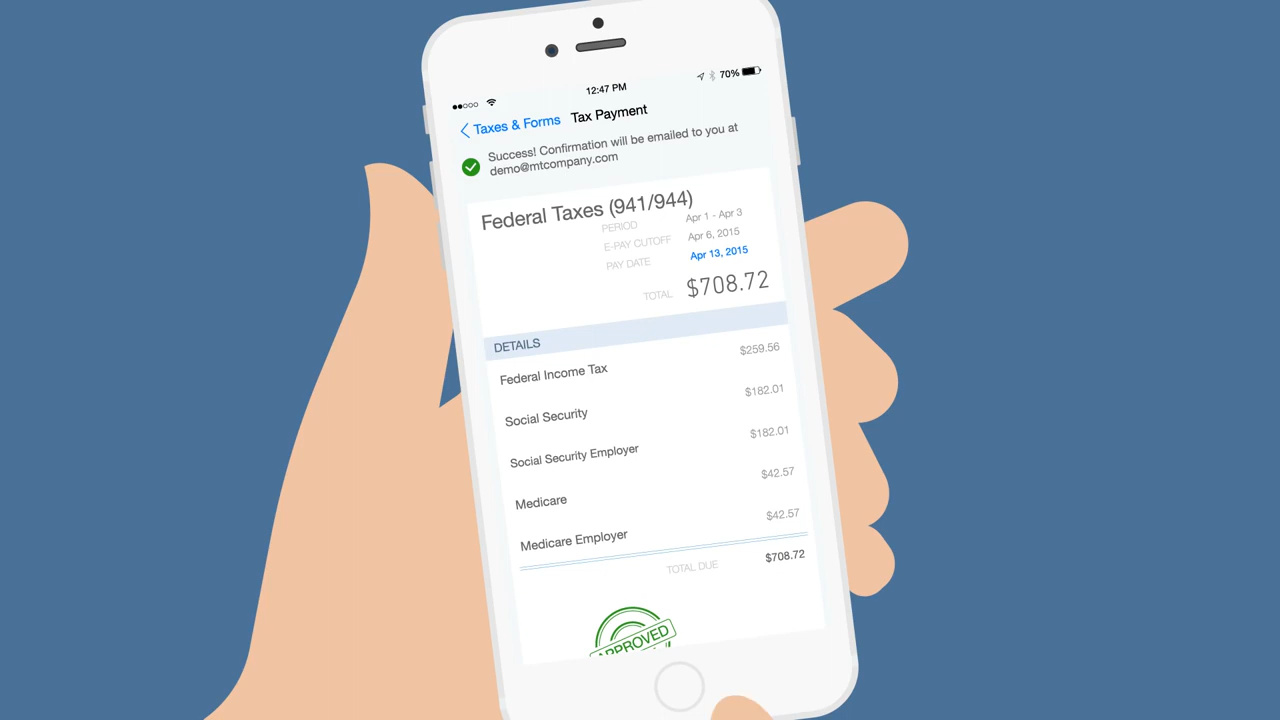 12:47 PM 70%
Taxes & Forms Tax Payment
Success! Confirmation will be emailed to you at
demo@mtcompany.com
Federal Taxes (941/944)
PERIOD Apr 1 - Apr 3
E-PAY CUTOFF Apr 6, 2015
PAY DATE Apr 13, 2015
TOTAL $708.72
DETAILS
Federal Income Tax $259.56
Social Security $182.01
Social Security Employer $182.01
Medicare $42.57
Medicare Employer $42.57
TOTAL DUE $708.72
APPROVED